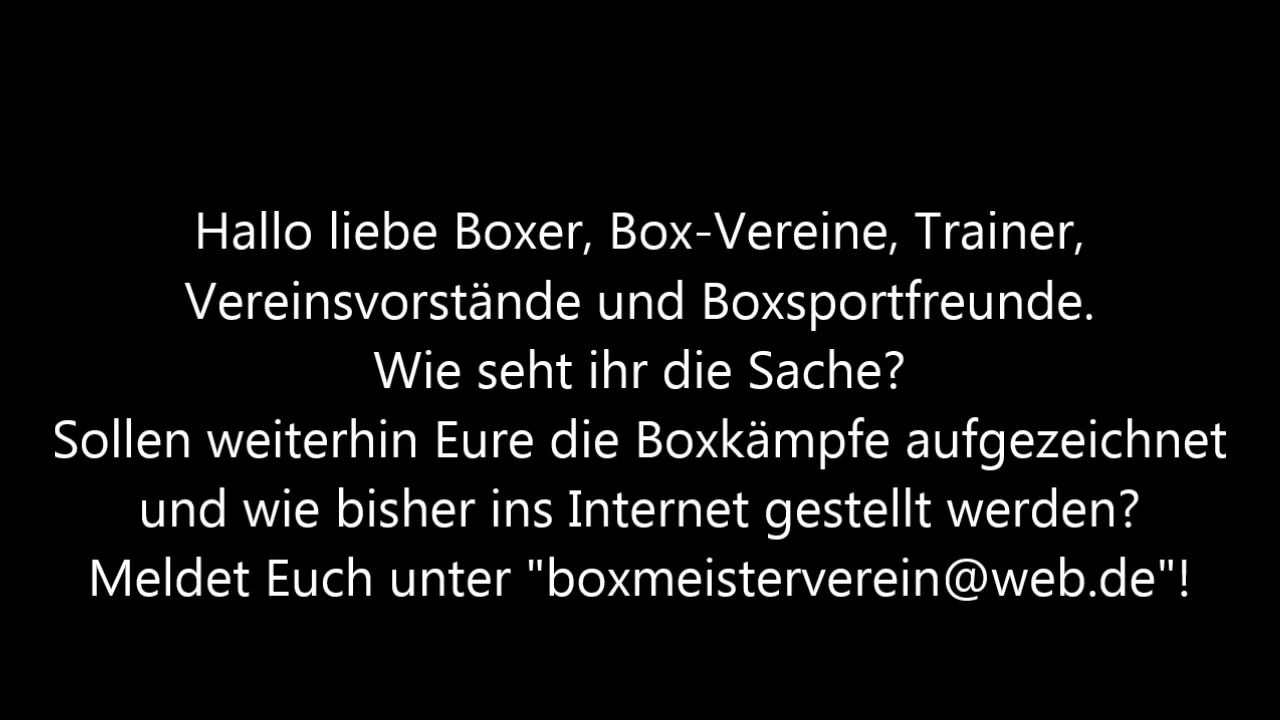 Hallo liebe Boxer, Box-Vereine, Trainer,
Vereinsvorstände und Boxsportfreunde.
Wie seht ihr die Sache?
Sollen weiterhin Eure die Boxkämpfe aufgezeichnet
und wie bisher ins Internet gestellt werden?
Meldet Euch unter "boxmeisterverein@web.de"!